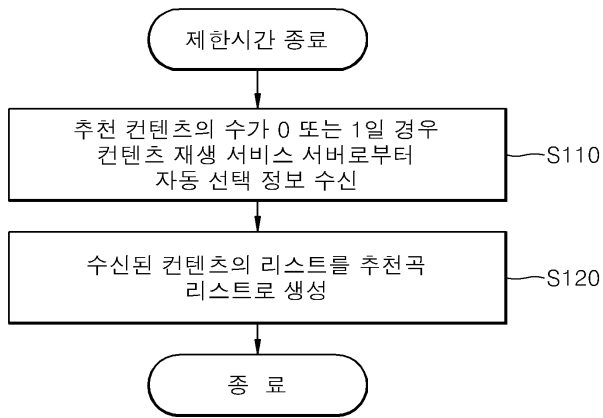 제한시간 종료
추천 컨텐츠의 수가 0 또는 1일 경우
컨텐츠 재생 서비스 서버로부터
자동 선택 정보 수신
S110
수신된 컨텐츠의 리스트를 추천곡
리스트로 생성
S120
종 료